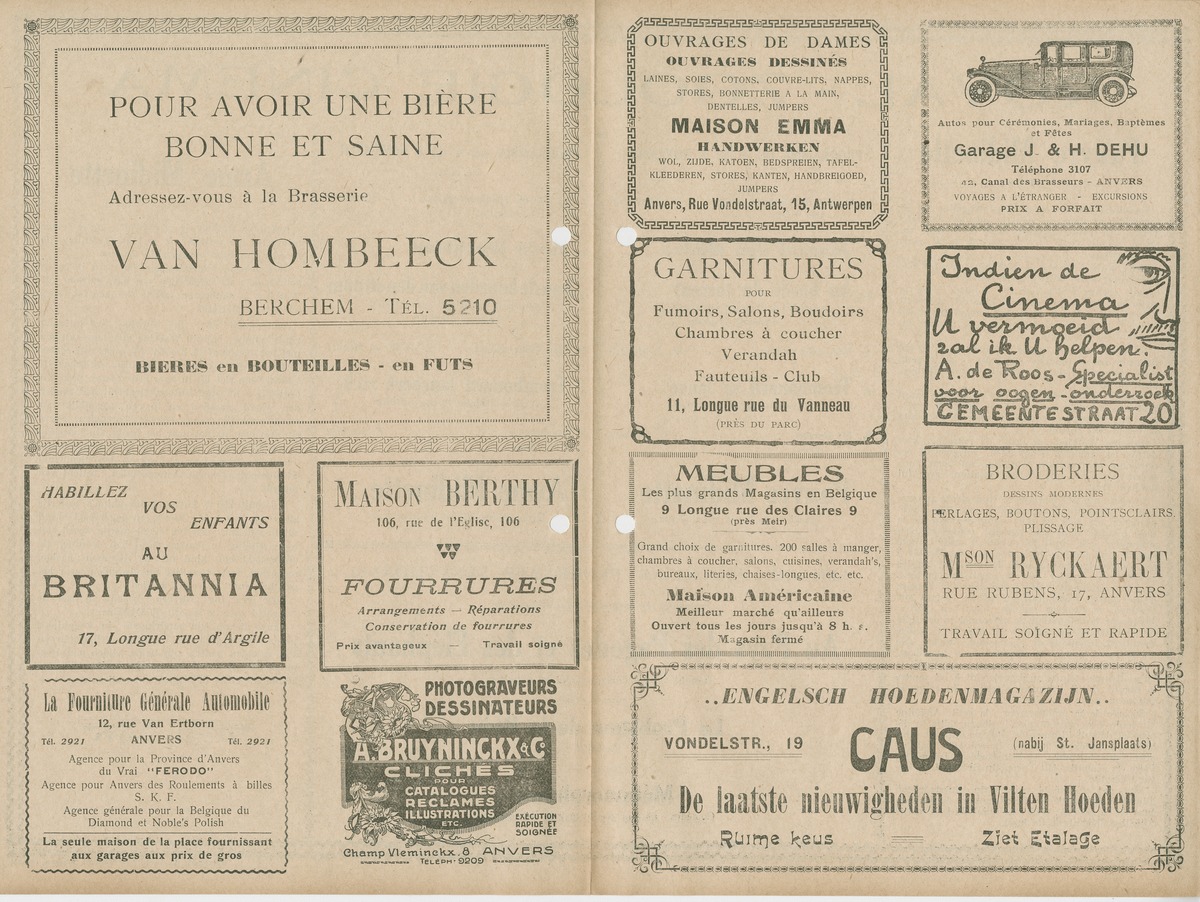 POUR AVOIR UNE BIÈRE
BONNE ET SAINE
Adressez-vous à la Brasserie
VAN HOMBEECK
BERCHEM - TÉL. 5210
BIERES en BOUTEILLES - en FUTS
HABILLEZ
VOS
ENFANTS
AU
BRITANNIA
17, Longue rue d'Argile
MAISON BERTHY
106, rue de l'Eglise, 106
FOURRURES
Arrangements — Réparations
Conservation de fourrures
Prix avantageux — Travail soigné
La Fourniture Générale Automobile
12, rue Van Ertborn
Tél. 2921 ANVERS Tél. 2921
Agence pour la Province d'Anvers
du Vrai "FERODO"
Agence pour Anvers des Roulements à billes
S. K. F.
Agence générale pour la Belgique du
Diamond et Noble's Polish
La seule maison de la place fournissant
aux garages aux prix de gros
PHOTOGRAVEURS
DESSINATEURS
A. BRUYNINCKX & Cº
CLICHÉS
POUR
CATALOGUES
RECLAMES
ILLUSTRATIONS
ETC.
EXÉCUTION
RAPIDE ET
SOIGNÉE
Champ Vleminckx. 8 ANVERS
TELEPH · 9209
OUVRAGES DE DAMES
OUVRAGES DESSINÉS
LAINES, SOIES, COTONS, COUVRE-LITS, NAPPES,
STORES, BONNETTERIE A LA MAIN,
DENTELLES, JUMPERS
MAISON EMMA
HANDWERKEN
WOL, ZIJDE, KATOEN, BEDSPREIEN, TAFEL-
KLEEDEREN, STORES, KANTEN, HANDBREIGOED,
JUMPERS
Anvers, Rue Vondelstraat, 15, Antwerpen
Autos pour Cérémonies, Mariages, Baptèmes
et Fêtes
Garage J. & H. DEHU
Téléphone 3107
42, Canal des Brasseurs - ANVERS
VOYAGES A L'ÉTRANGER - EXCURSIONS
PRIX A FORFAIT
GARNITURES
POUR
Fumoirs, Salons, Boudoirs
Chambres à coucher
Verandah
Fauteuils - Club
11, Longue rue du Vanneau
(PRÈS DU PARC)
Indien de
Cinema
U vermoeid
zal ik U helpen.
A. de Roos - Specialist
voor oogen - onderzoek
GEMEENTESTRAAT 20
MEUBLES
Les plus grands Magasins en Belgique
9 Longue rue des Claires 9
(près Meir)
Grand choix de garnitures. 200 salles à manger,
chambres à coucher, salons, cuisines, verandah's,
bureaux, literies, chaises-longues, etc. etc.
Maison Américaine
Meilleur marché qu'ailleurs
Ouvert tous les jours jusqu'à 8 h. s.
Magasin fermé
BRODERIES
DESSINS MODERNES
PERLAGES, BOUTONS, POINTSCLAIRS.
PLISSAGE
MSON RYCKAERT
RUE RUBENS, 17, ANVERS
TRAVAIL SOIGNÉ ET RAPIDE
..ENGELSCH HOEDENMAGAZIJN..
VONDELSTR., 19 CAUS (nabij St. Jansplaats)
De laatste nieuwigheden in Vilten Hoeden
Ruime keus Ziet Etalage